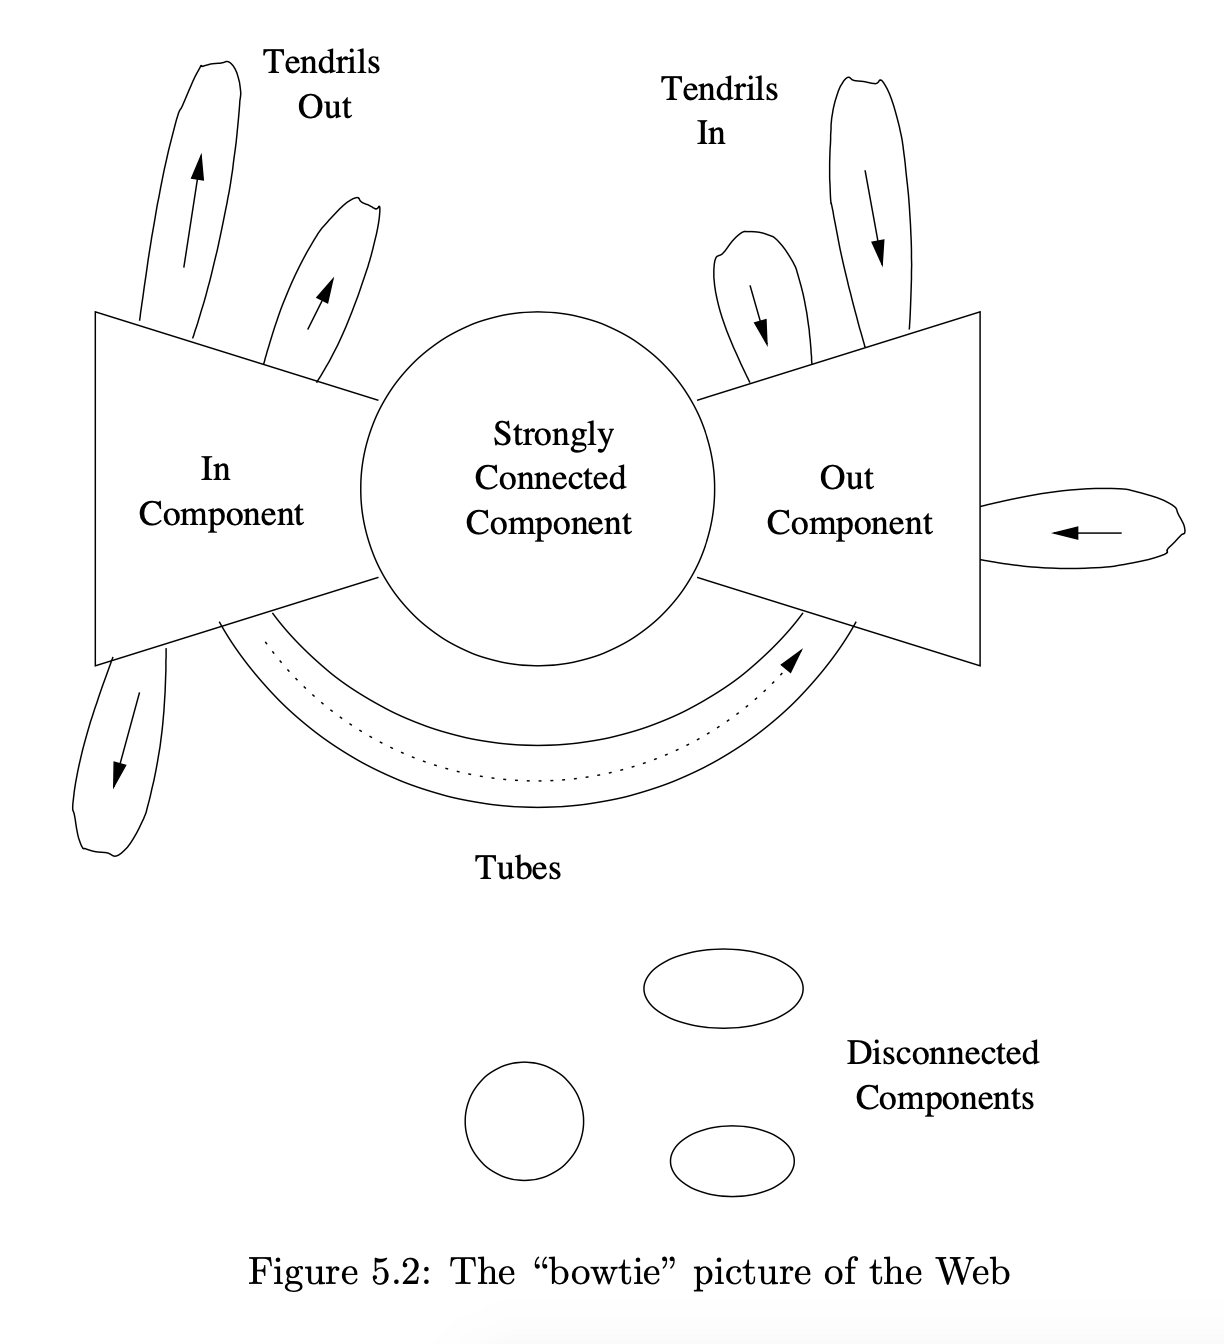 Tendrils
Out
Tendrils
In
Strongly
Connected
Component
In
Component
Out
Component
Tubes
Disconnected
Components
Figure 5.2: The “bowtie” picture of the Web